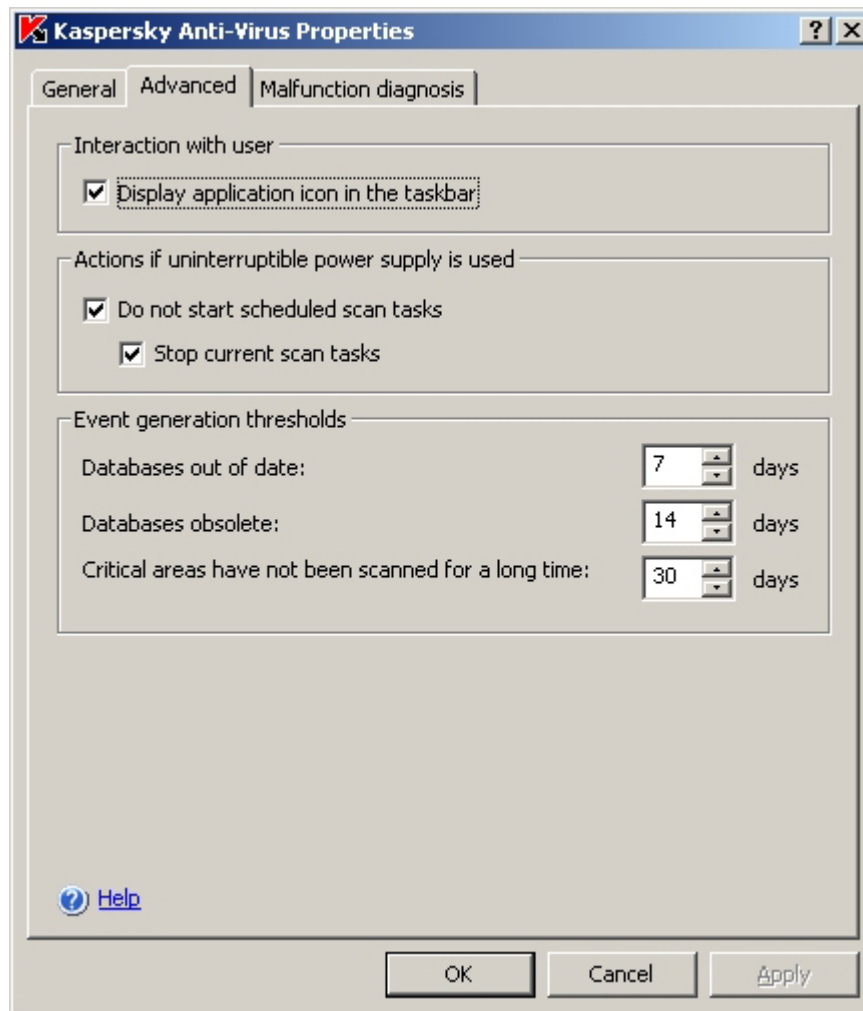 Kaspersky Anti-Virus Properties
General Advanced Malfunction diagnosis
Interaction with user
Display application icon in the taskbar
Actions if uninterruptible power supply is used
Do not start scheduled scan tasks
Stop current scan tasks
Event generation thresholds
Databases out of date: 7 days
Databases obsolete: 14 days
Critical areas have not been scanned for a long time: 30 days
Help
OK Cancel Apply